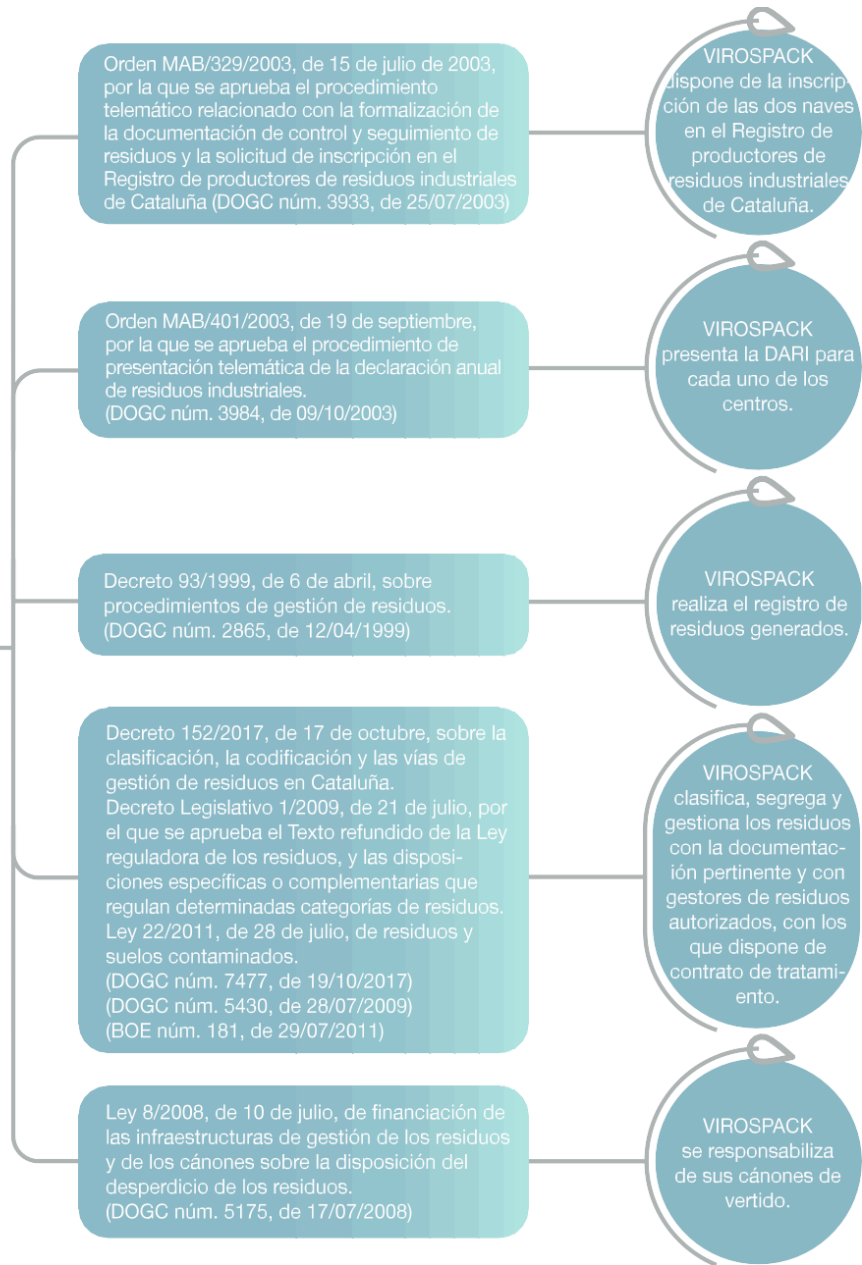 Orden MAB/329/2003, de 15 de julio de 2003,
por la que se aprueba el procedimiento
telemático relacionado con la formalización de
la documentación de control y seguimiento de
residuos y la solicitud de inscripción en el
Registro de productores de residuos industriales
de Cataluña (DOGC núm. 3933, de 25/07/2003)
VIROSPACK
dispone de la inscrip-
ción de las dos naves
en el Registro de
productores de
residuos industriales
de Cataluña.
Orden MAB/401/2003, de 19 de septiembre,
por la que se aprueba el procedimiento de
presentación telemática de la declaración anual
de residuos industriales.
(DOGC núm. 3984, de 09/10/2003)
VIROSPACK
presenta la DARI para
cada uno de los
centros.
Decreto 93/1999, de 6 de abril, sobre
procedimientos de gestión de residuos.
(DOGC núm. 2865, de 12/04/1999)
VIROSPACK
realiza el registro de
residuos generados.
Decreto 152/2017, de 17 de octubre, sobre la
clasificación, la codificación y las vías de
gestión de residuos en Cataluña.
Decreto Legislativo 1/2009, de 21 de julio, por
el que se aprueba el Texto refundido de la Ley
reguladora de los residuos, y las disposi-
ciones específicas o complementarias que
regulan determinadas categorías de residuos.
Ley 22/2011, de 28 de julio, de residuos y
suelos contaminados.
(DOGC núm. 7477, de 19/10/2017)
(DOGC núm. 5430, de 28/07/2009)
(BOE núm. 181, de 29/07/2011)
VIROSPACK
clasifica, segrega y
gestiona los residuos
con la documentac-
ción pertinente y con
gestores de residuos
autorizados, con los
que dispone de
contrato de tratami-
ento.
Ley 8/2008, de 10 de julio, de financiación de
las infraestructuras de gestión de los residuos
y de los cánones sobre la disposición del
desperdicio de los residuos.
(DOGC núm. 5175, de 17/07/2008)
VIROSPACK
se responsabiliza
de sus cánones de
vertido.